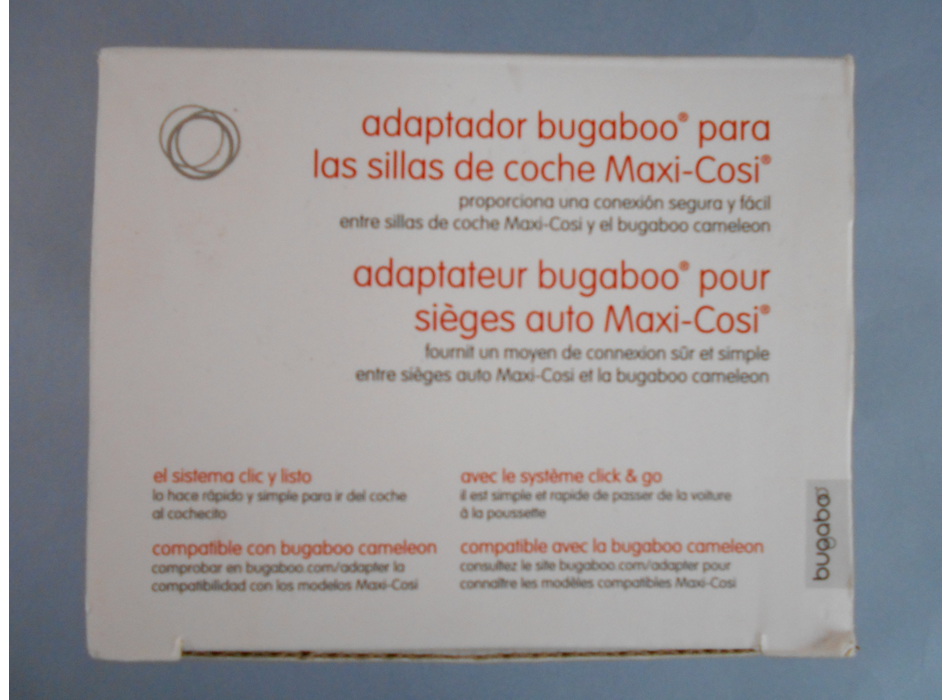 adaptador bugaboo® para
las sillas de coche Maxi-Cosi®
proporciona una conexión segura y fácil
entre sillas de coche Maxi-Cosi y el bugaboo cameleon
adaptateur bugaboo® pour
sièges auto Maxi-Cosi®
fournit un moyen de connexion sûr et simple
entre sièges auto Maxi-Cosi et la bugaboo cameleon
el sistema clic y listo
lo hace rápido y simple para ir del coche
al cochecito
compatible con bugaboo cameleon
comprobar en bugaboo.com/adapter la
compatibilidad con los modelos Maxi-Cosi
avec le système click & go
il est simple et rapide de passer de la voiture
à la poussette
compatible avec la bugaboo cameleon
consultez le site bugaboo.com/adapter pour
connaître les modèles compatibles Maxi-Cosi
bugaboo